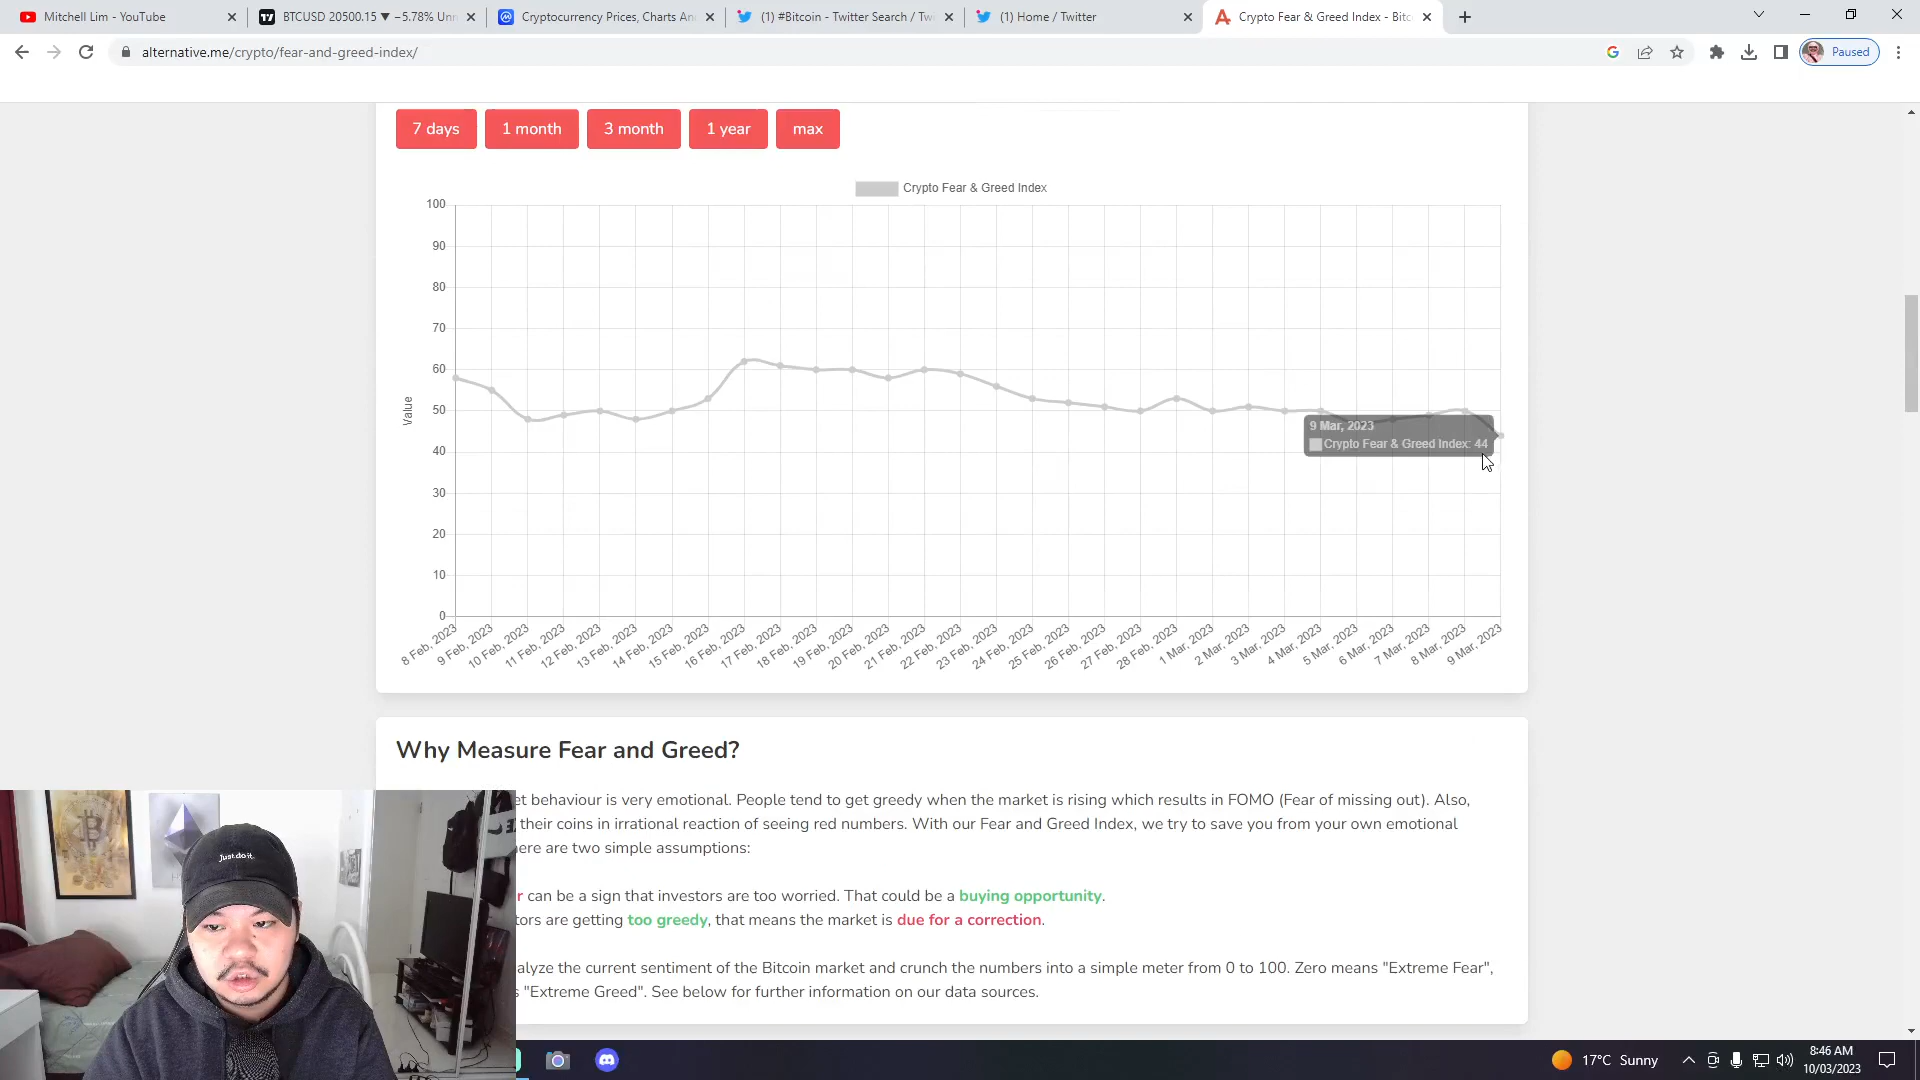 Mitchell Lim - YouTube
BTCUSD 20500.15 ▼ −5.78% Unn
Cryptocurrency Prices, Charts An
(1) #Bitcoin - Twitter Search / Tw
(1) Home / Twitter
Crypto Fear & Greed Index - Bitc
alternative.me/crypto/fear-and-greed-index/
Paused
7 days
1 month
3 month
1 year
max
Crypto Fear & Greed Index
100
90
80
70
60
50
40
30
20
10
0
Value
9 Mar, 2023
Crypto Fear & Greed Index: 44
8 Feb, 2023
9 Feb, 2023
10 Feb, 2023
11 Feb, 2023
12 Feb, 2023
13 Feb, 2023
14 Feb, 2023
15 Feb, 2023
16 Feb, 2023
17 Feb, 2023
18 Feb, 2023
19 Feb, 2023
20 Feb, 2023
21 Feb, 2023
22 Feb, 2023
23 Feb, 2023
24 Feb, 2023
25 Feb, 2023
26 Feb, 2023
27 Feb, 2023
28 Feb, 2023
1 Mar, 2023
2 Mar, 2023
3 Mar, 2023
4 Mar, 2023
5 Mar, 2023
6 Mar, 2023
7 Mar, 2023
8 Mar, 2023
9 Mar, 2023
Why Measure Fear and Greed?
et behaviour is very emotional. People tend to get greedy when the market is rising which results in FOMO (Fear of missing out). Also,
their coins in irrational reaction of seeing red numbers. With our Fear and Greed Index, we try to save you from your own emotional
ere are two simple assumptions:
r can be a sign that investors are too worried. That could be a buying opportunity.
tors are getting too greedy, that means the market is due for a correction.
alyze the current sentiment of the Bitcoin market and crunch the numbers into a simple meter from 0 to 100. Zero means "Extreme Fear",
s "Extreme Greed". See below for further information on our data sources.
Just do it.
17°C Sunny
8:46 AM
10/03/2023